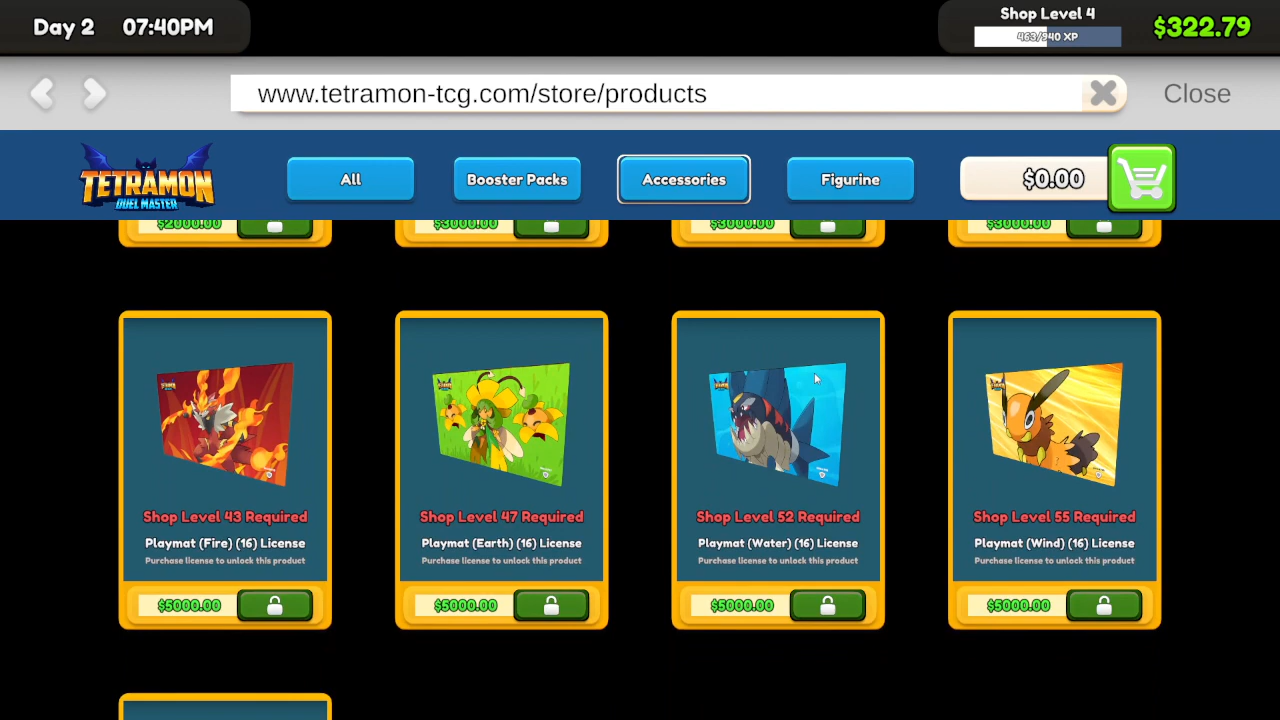 Day 2 07:40PM
Shop Level 4
463/940 XP
$322.79
www.tetramon-tcg.com/store/products
Close
TETRAMON
DUEL MASTER
All
Booster Packs
Accessories
Figurine
$0.00
$2000.00
$3000.00
$3000.00
$3000.00
Shop Level 43 Required
Playmat (Fire) (16) License
Purchase license to unlock this product
$5000.00
Shop Level 47 Required
Playmat (Earth) (16) License
Purchase license to unlock this product
$5000.00
Shop Level 52 Required
Playmat (Water) (16) License
Purchase license to unlock this product
$5000.00
Shop Level 55 Required
Playmat (Wind) (16) License
Purchase license to unlock this product
$5000.00